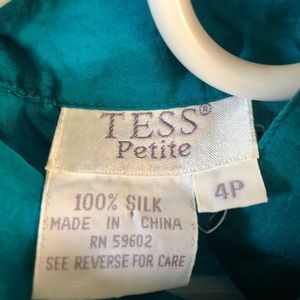 TESS®
Petite
4P
100% SILK
MADE IN CHINA
RN 59602
SEE REVERSE FOR CARE